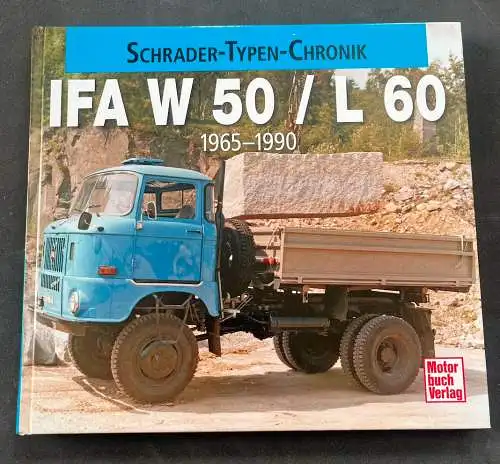 SCHRADER-TYPEN-CHRONIK
IFA W 50 / L 60
1965–1990
Motor
buch
Verlag